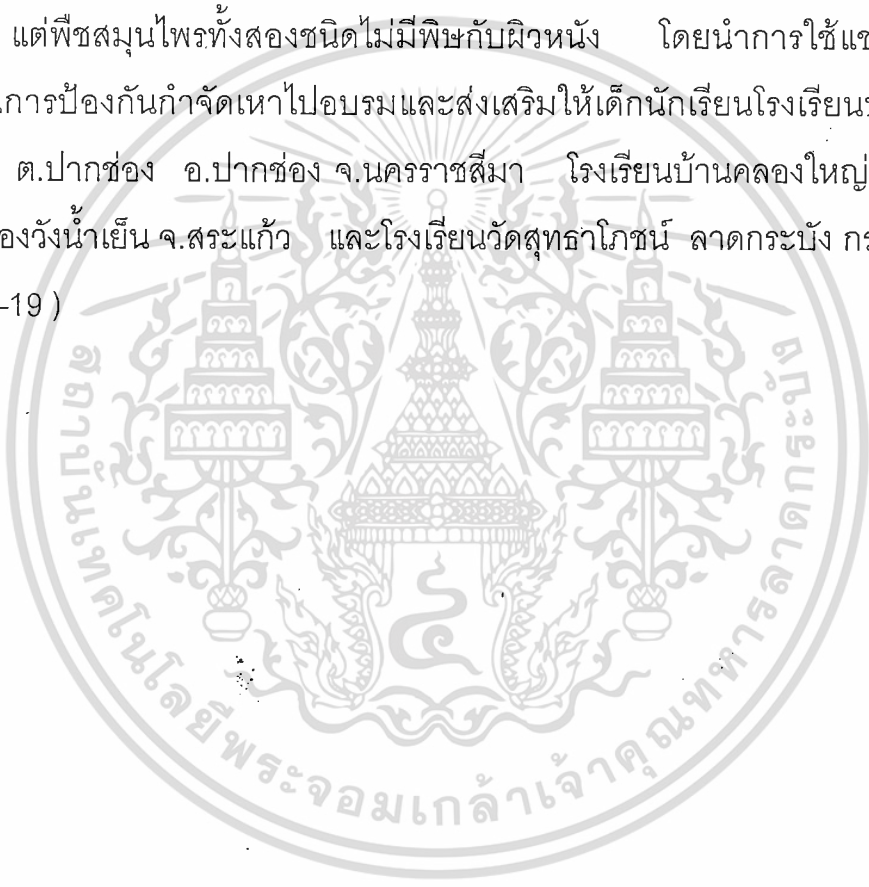 แต่พืชสมุนไพรทั้งสองชนิดไม่มีพิษกับผิวหนัง โดยนำการใช้แช
การป้องกันกำจัดเหาไปอบรมและส่งเสริมให้เด็กนักเรียนโรงเรียน
ต.ปากช่อง อ.ปากช่อง จ.นครราชสีมา โรงเรียนบ้านคลองใหญ่
องวังน้ำเย็น จ.สระแก้ว และโรงเรียนวัดสุทธาโภชน์ ลาดกระบัง กร
–19 )
สถาบันเทคโนโลยีพระจอมเกล้าเจ้าคุณทหารลาดกระบัง